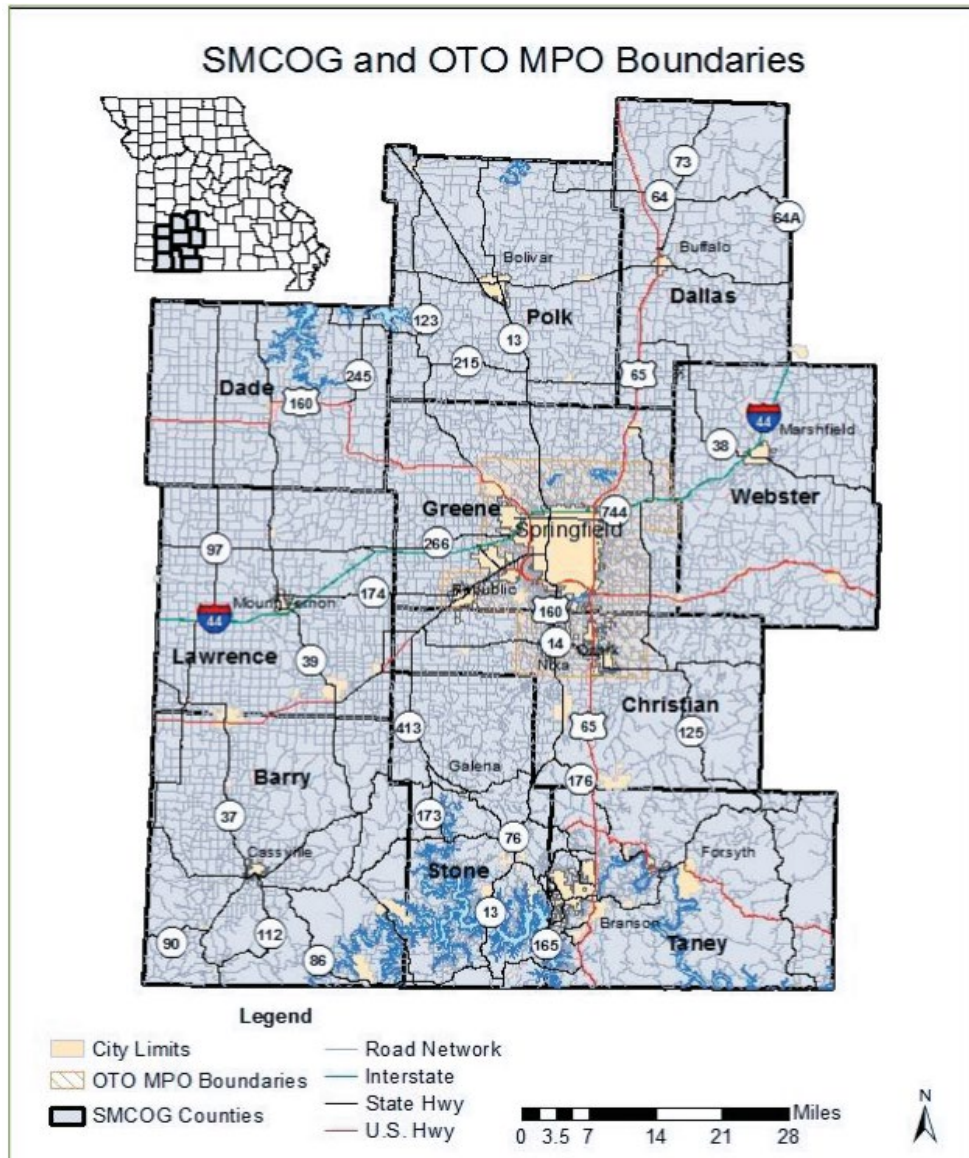 SMCOG and OTO MPO Boundaries
73
64
64A
Buffalo
Bolivar
Dallas
Polk
123
13
215
65
245
Dade
160
44
Marshfield
38
Webster
Greene
744
Springfield
266
97
Republic
174
Mount Vernon
160
44
14
Ozark
Nixa
Lawrence
39
Christian
413
65
125
Galena
176
Barry
37
173
76
Cassville
Forsyth
Stone
13
Branson
Taney
90
112
165
86
Legend
City Limits
OTO MPO Boundaries
SMCOG Counties
Road Network
Interstate
State Hwy
U.S. Hwy
Miles
0 3.5 7 14 21 28
N